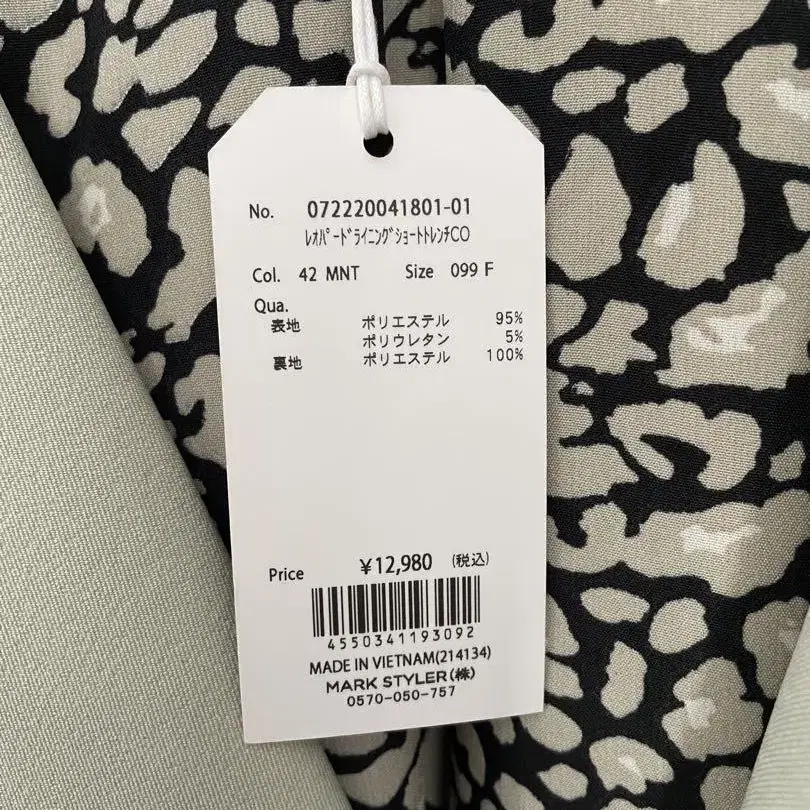 No. 072220041801-01
ﾚｵﾊﾟｰﾄﾞﾗｲﾆﾝｸﾞｼｮｰﾄﾄﾚﾝﾁCO
Col. 42 MNT Size 099 F
Qua.
表地 ポリエステル 95%
ポリウレタン 5%
裏地 ポリエステル 100%
Price ¥12,980 (税込)
4550341193092
MADE IN VIETNAM(214134)
MARK STYLER(株)
0570-050-757